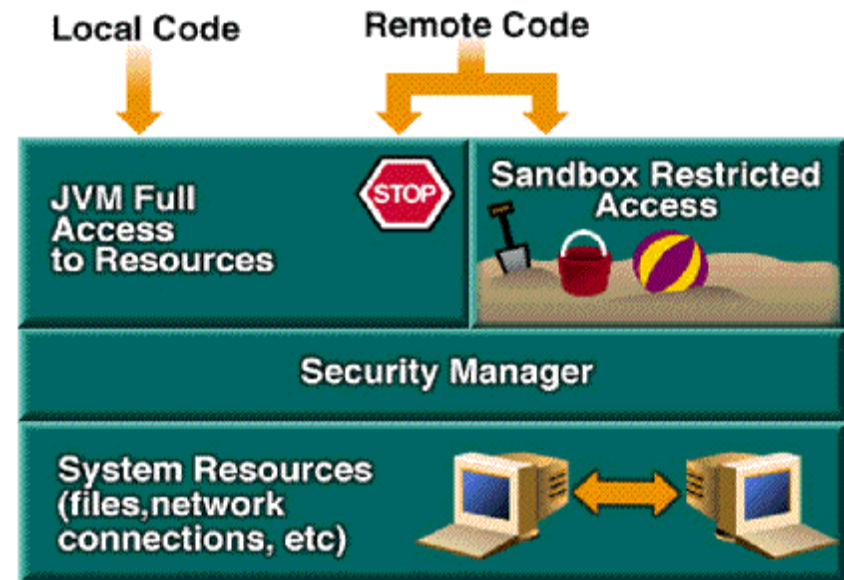 Local Code
Remote Code
JVM Full
Access
to Resources
STOP
Sandbox Restricted
Access
Security Manager
System Resources
(files,network
connections, etc)